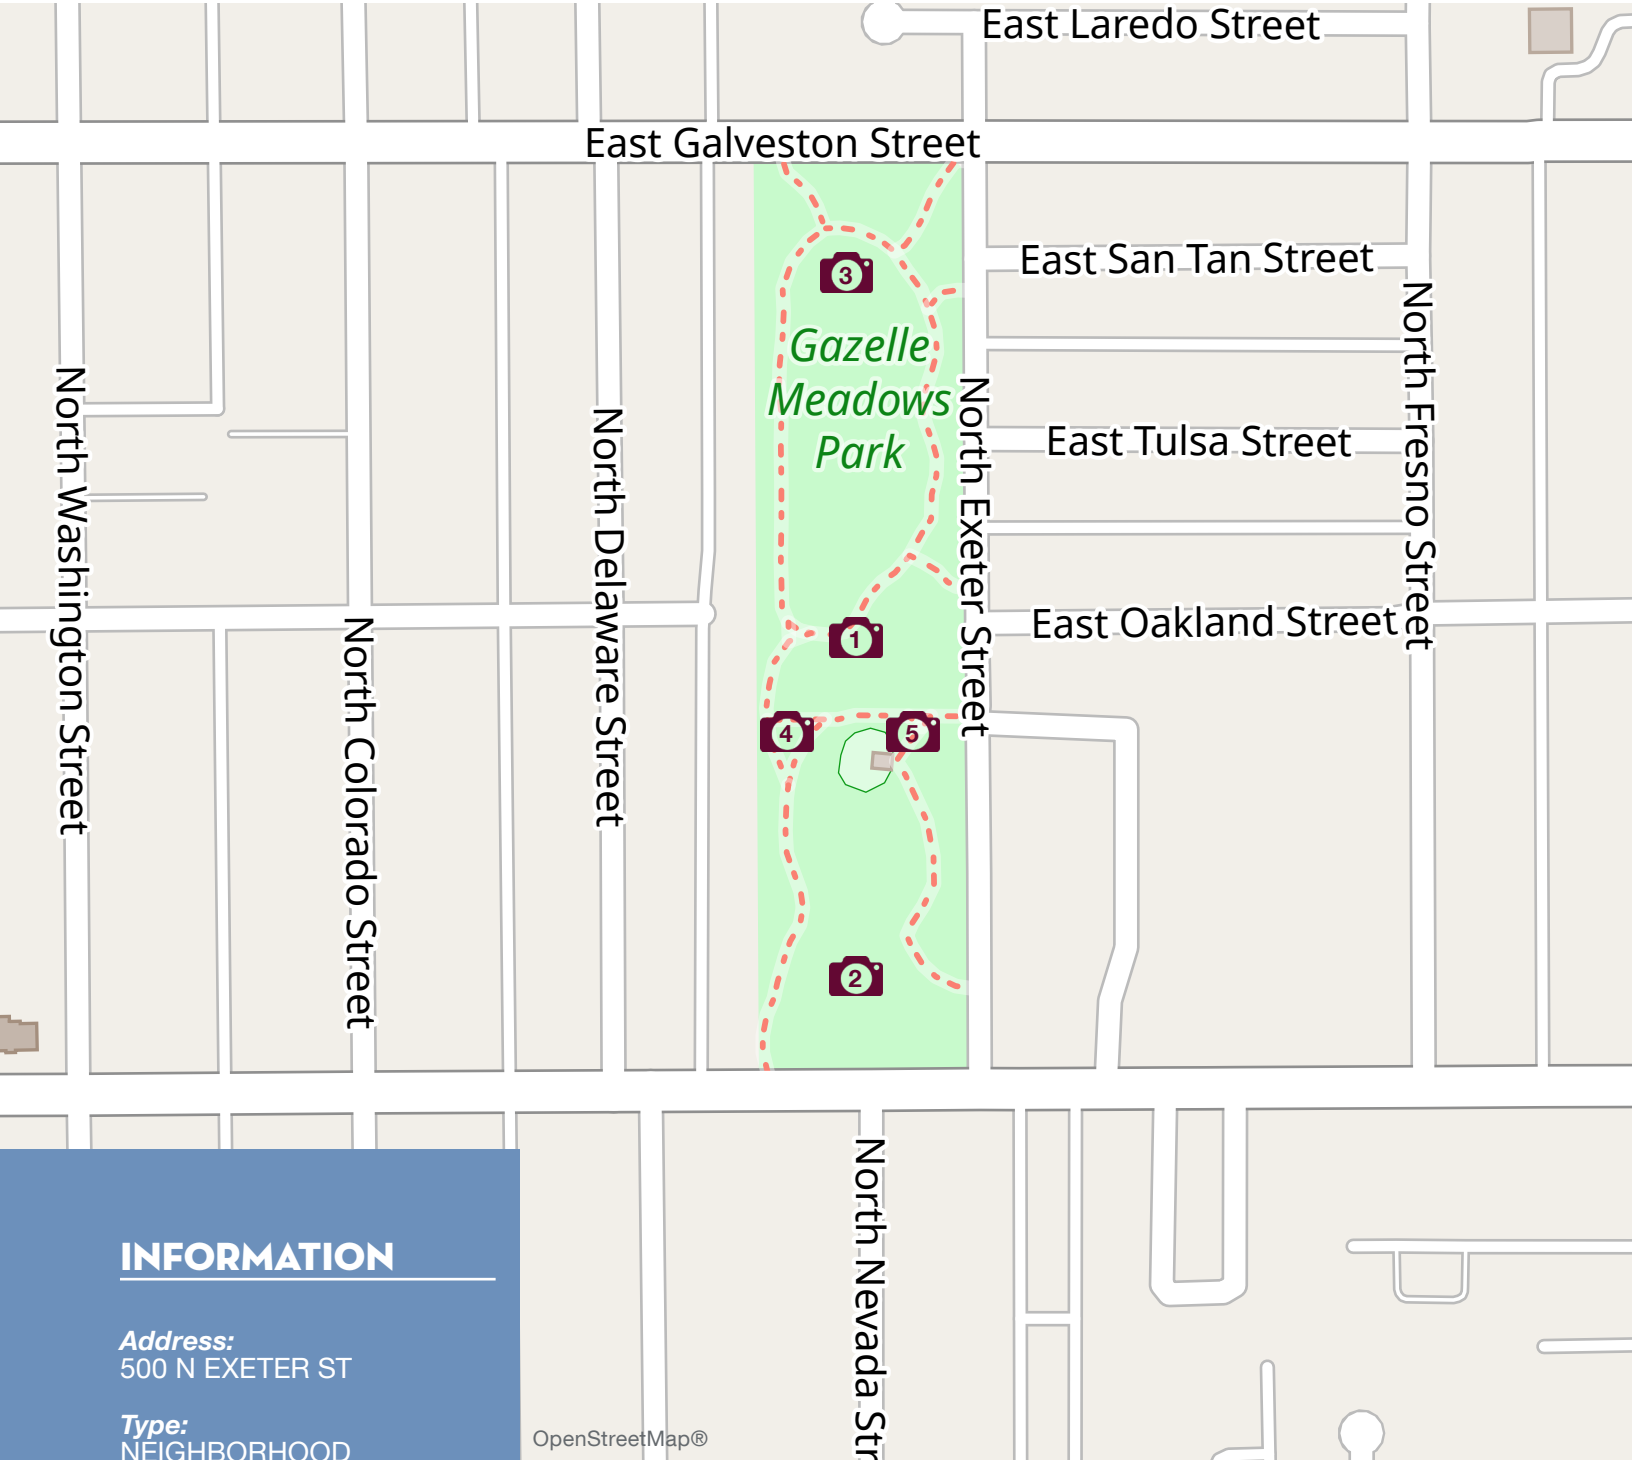 East Laredo Street
East Galveston Street
East San Tan Street
3
Gazelle
Meadows
Park
North Washington Street
North Delaware Street
North Exeter Street
North Fresno Street
East Tulsa Street
North Colorado Street
East Oakland Street
1
4
5
2
North Nevada Str
INFORMATION
Address:
500 N EXETER ST
Type:
NEIGHBORHOOD
OpenStreetMap®